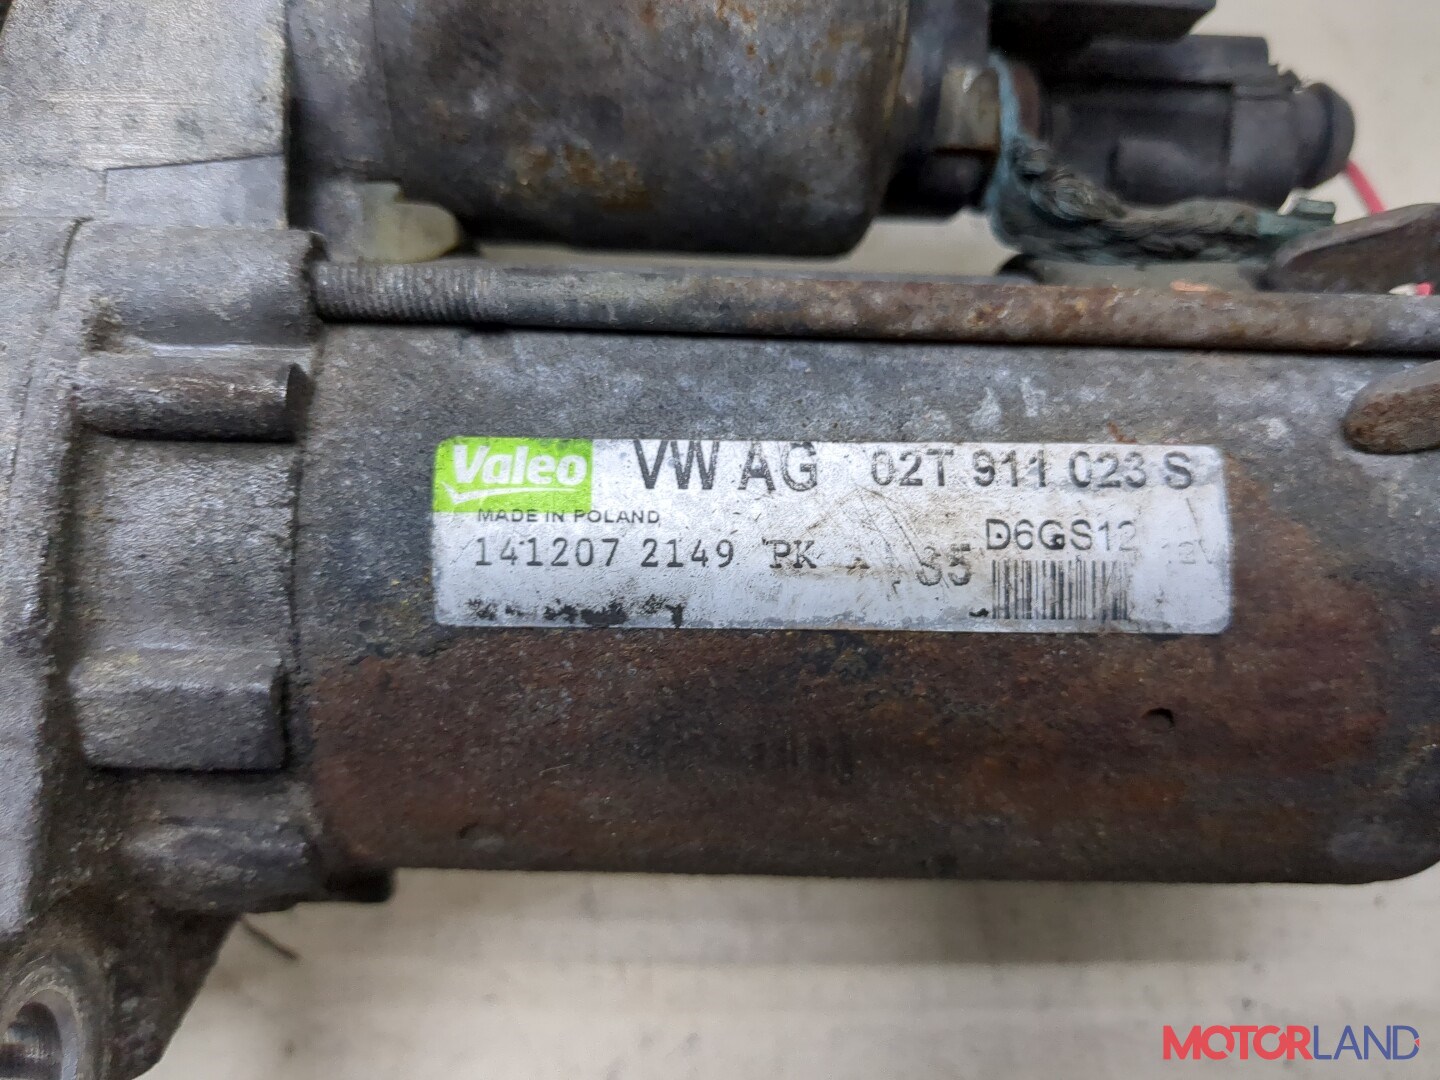 Valeo VW AG 02T 911 023 S
MADE IN POLAND
141207 2149 PK
D6GS12
MOTORLAND